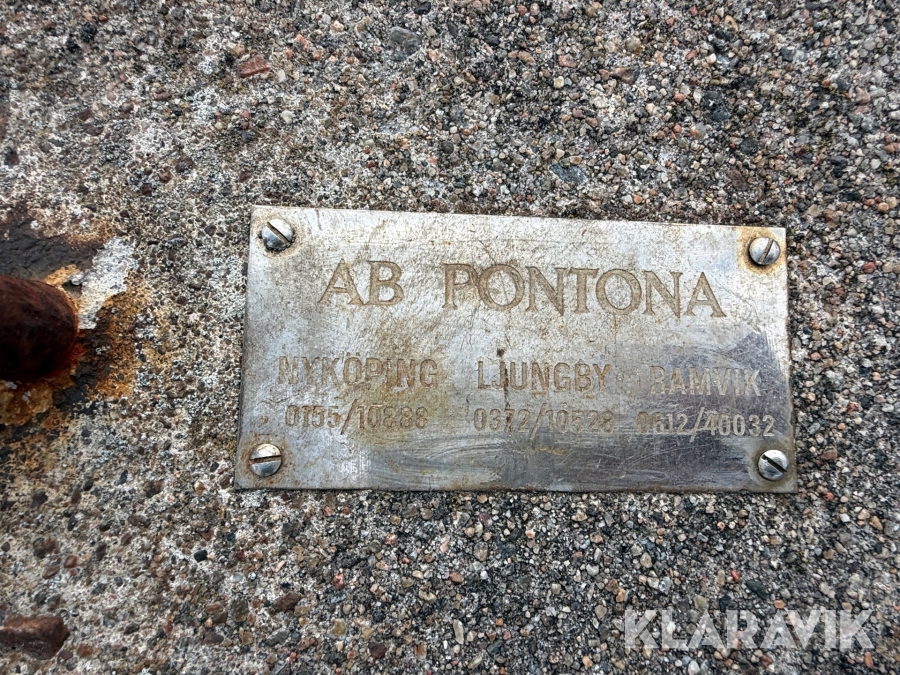 AB PONTONA
NYKÖPING LJUNGBY RAMVIK
0155/10888 0372/10528 0612/40032
KLARAVIK